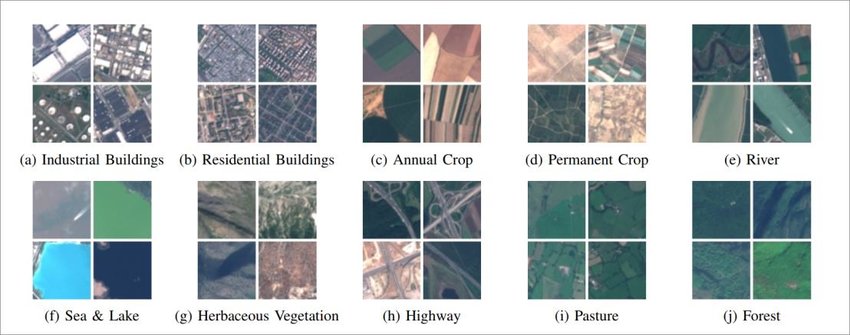 (a) Industrial Buildings
(b) Residential Buildings
(c) Annual Crop
(d) Permanent Crop
(e) River
(f) Sea & Lake
(g) Herbaceous Vegetation
(h) Highway
(i) Pasture
(j) Forest